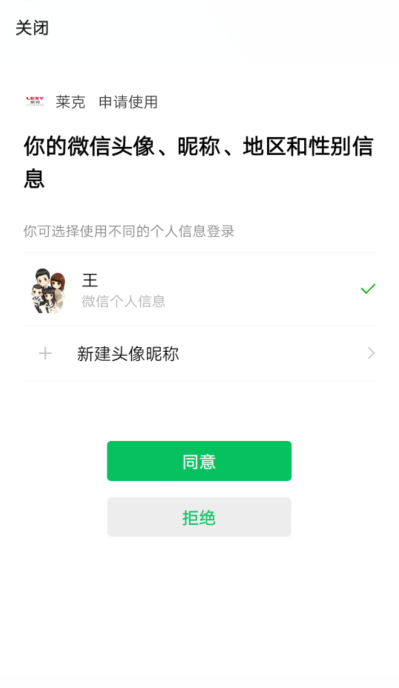 关闭
LEXY
莱克 申请使用
你的微信头像、昵称、地区和性别信
息
你可选择使用不同的个人信息登录
王
微信个人信息
新建头像昵称
同意
拒绝